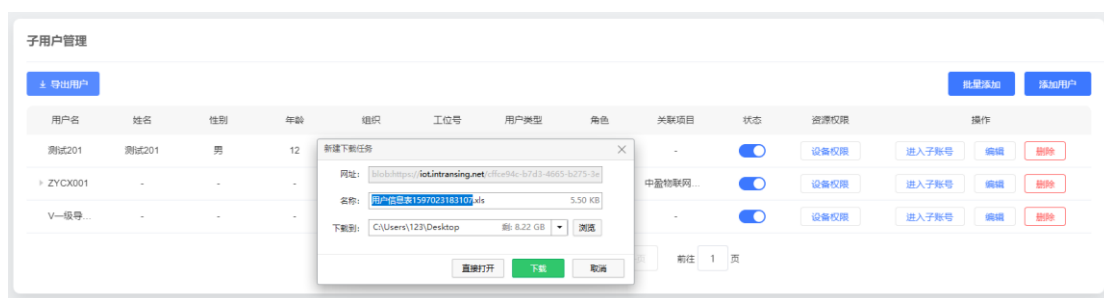 子用户管理
导出用户 批量添加 添加用户
用户名 姓名 性别 年龄 组织 工位号 用户类型 角色 关联项目 状态 资源权限 操作
测试201 测试201 男 12 - 设备权限 进入子账号 编辑 删除
ZYCX001 - - - 中盈物联网... 设备权限 进入子账号 编辑 删除
V—级导... - - - - 设备权限 进入子账号 编辑 删除
前往 1 页
新建下载任务
网址: blob:https://iot.intransing.net/cffce94c-b7d3-4665-b275-3e
名称: 用户信息表1597023183107.xls 5.50 KB
下载到: C:\Users\123\Desktop 剩: 8.22 GB 浏览
直接打开 下载 取消